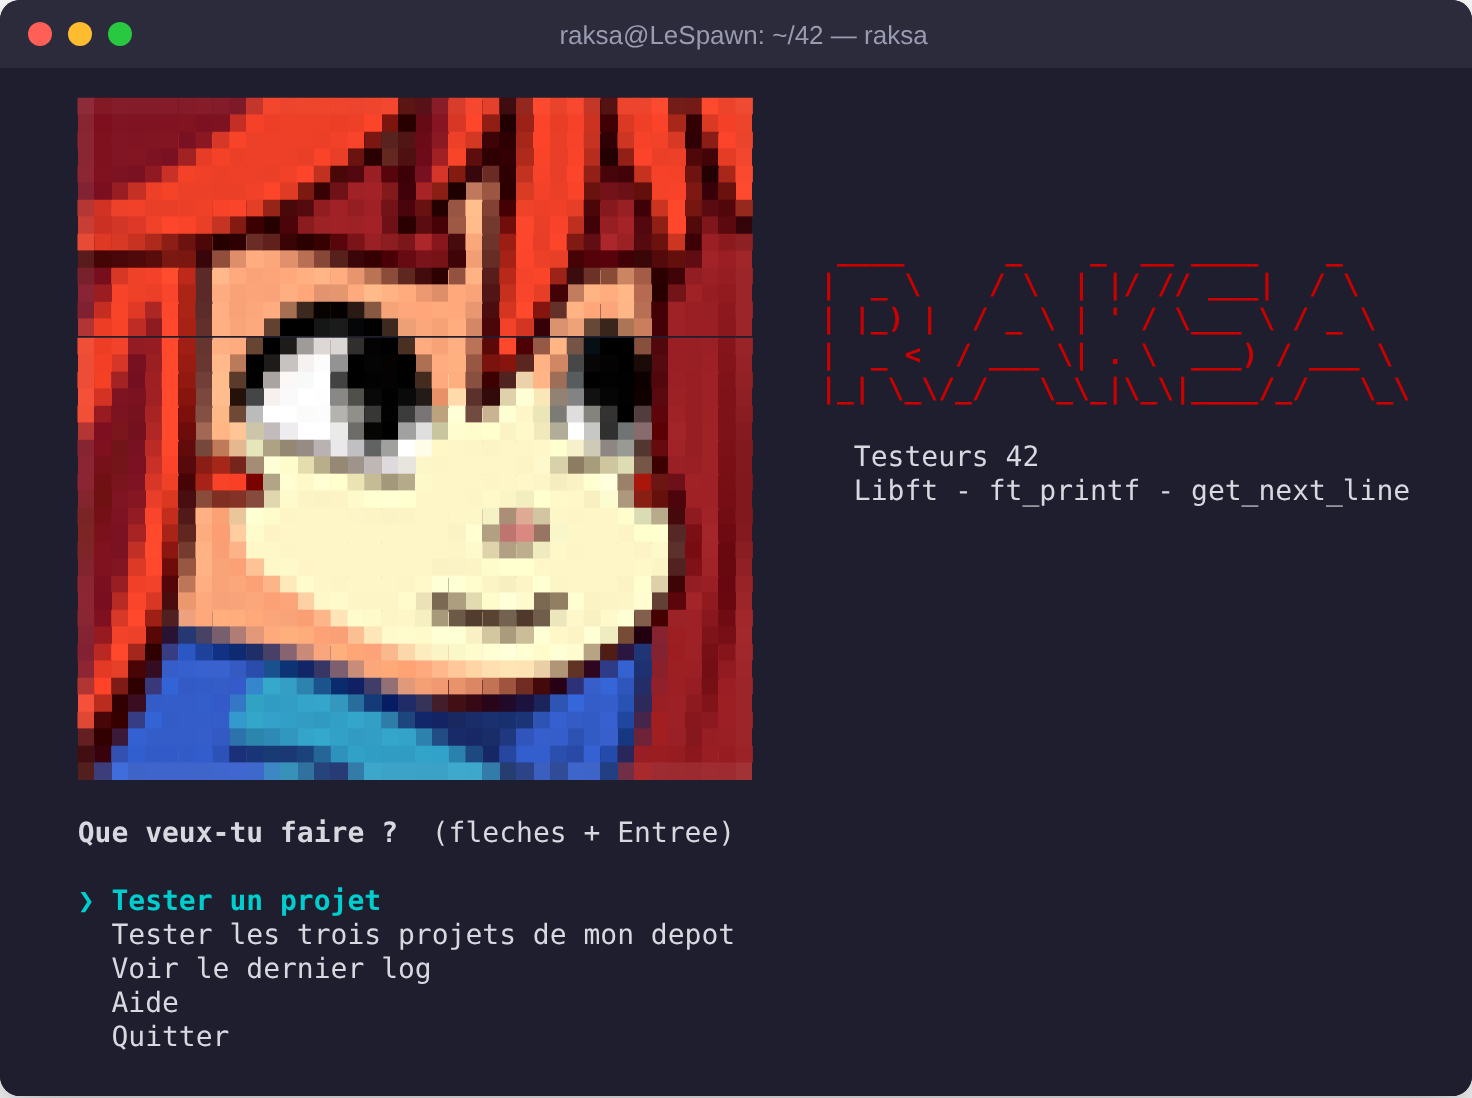 raksa@LeSpawn: ~/42 — raksa
RAKSA
Testeurs 42
Libft - ft_printf - get_next_line
Que veux-tu faire ?  (fleches + Entree)
❯ Tester un projet
Tester les trois projets de mon depot
Voir le dernier log
Aide
Quitter